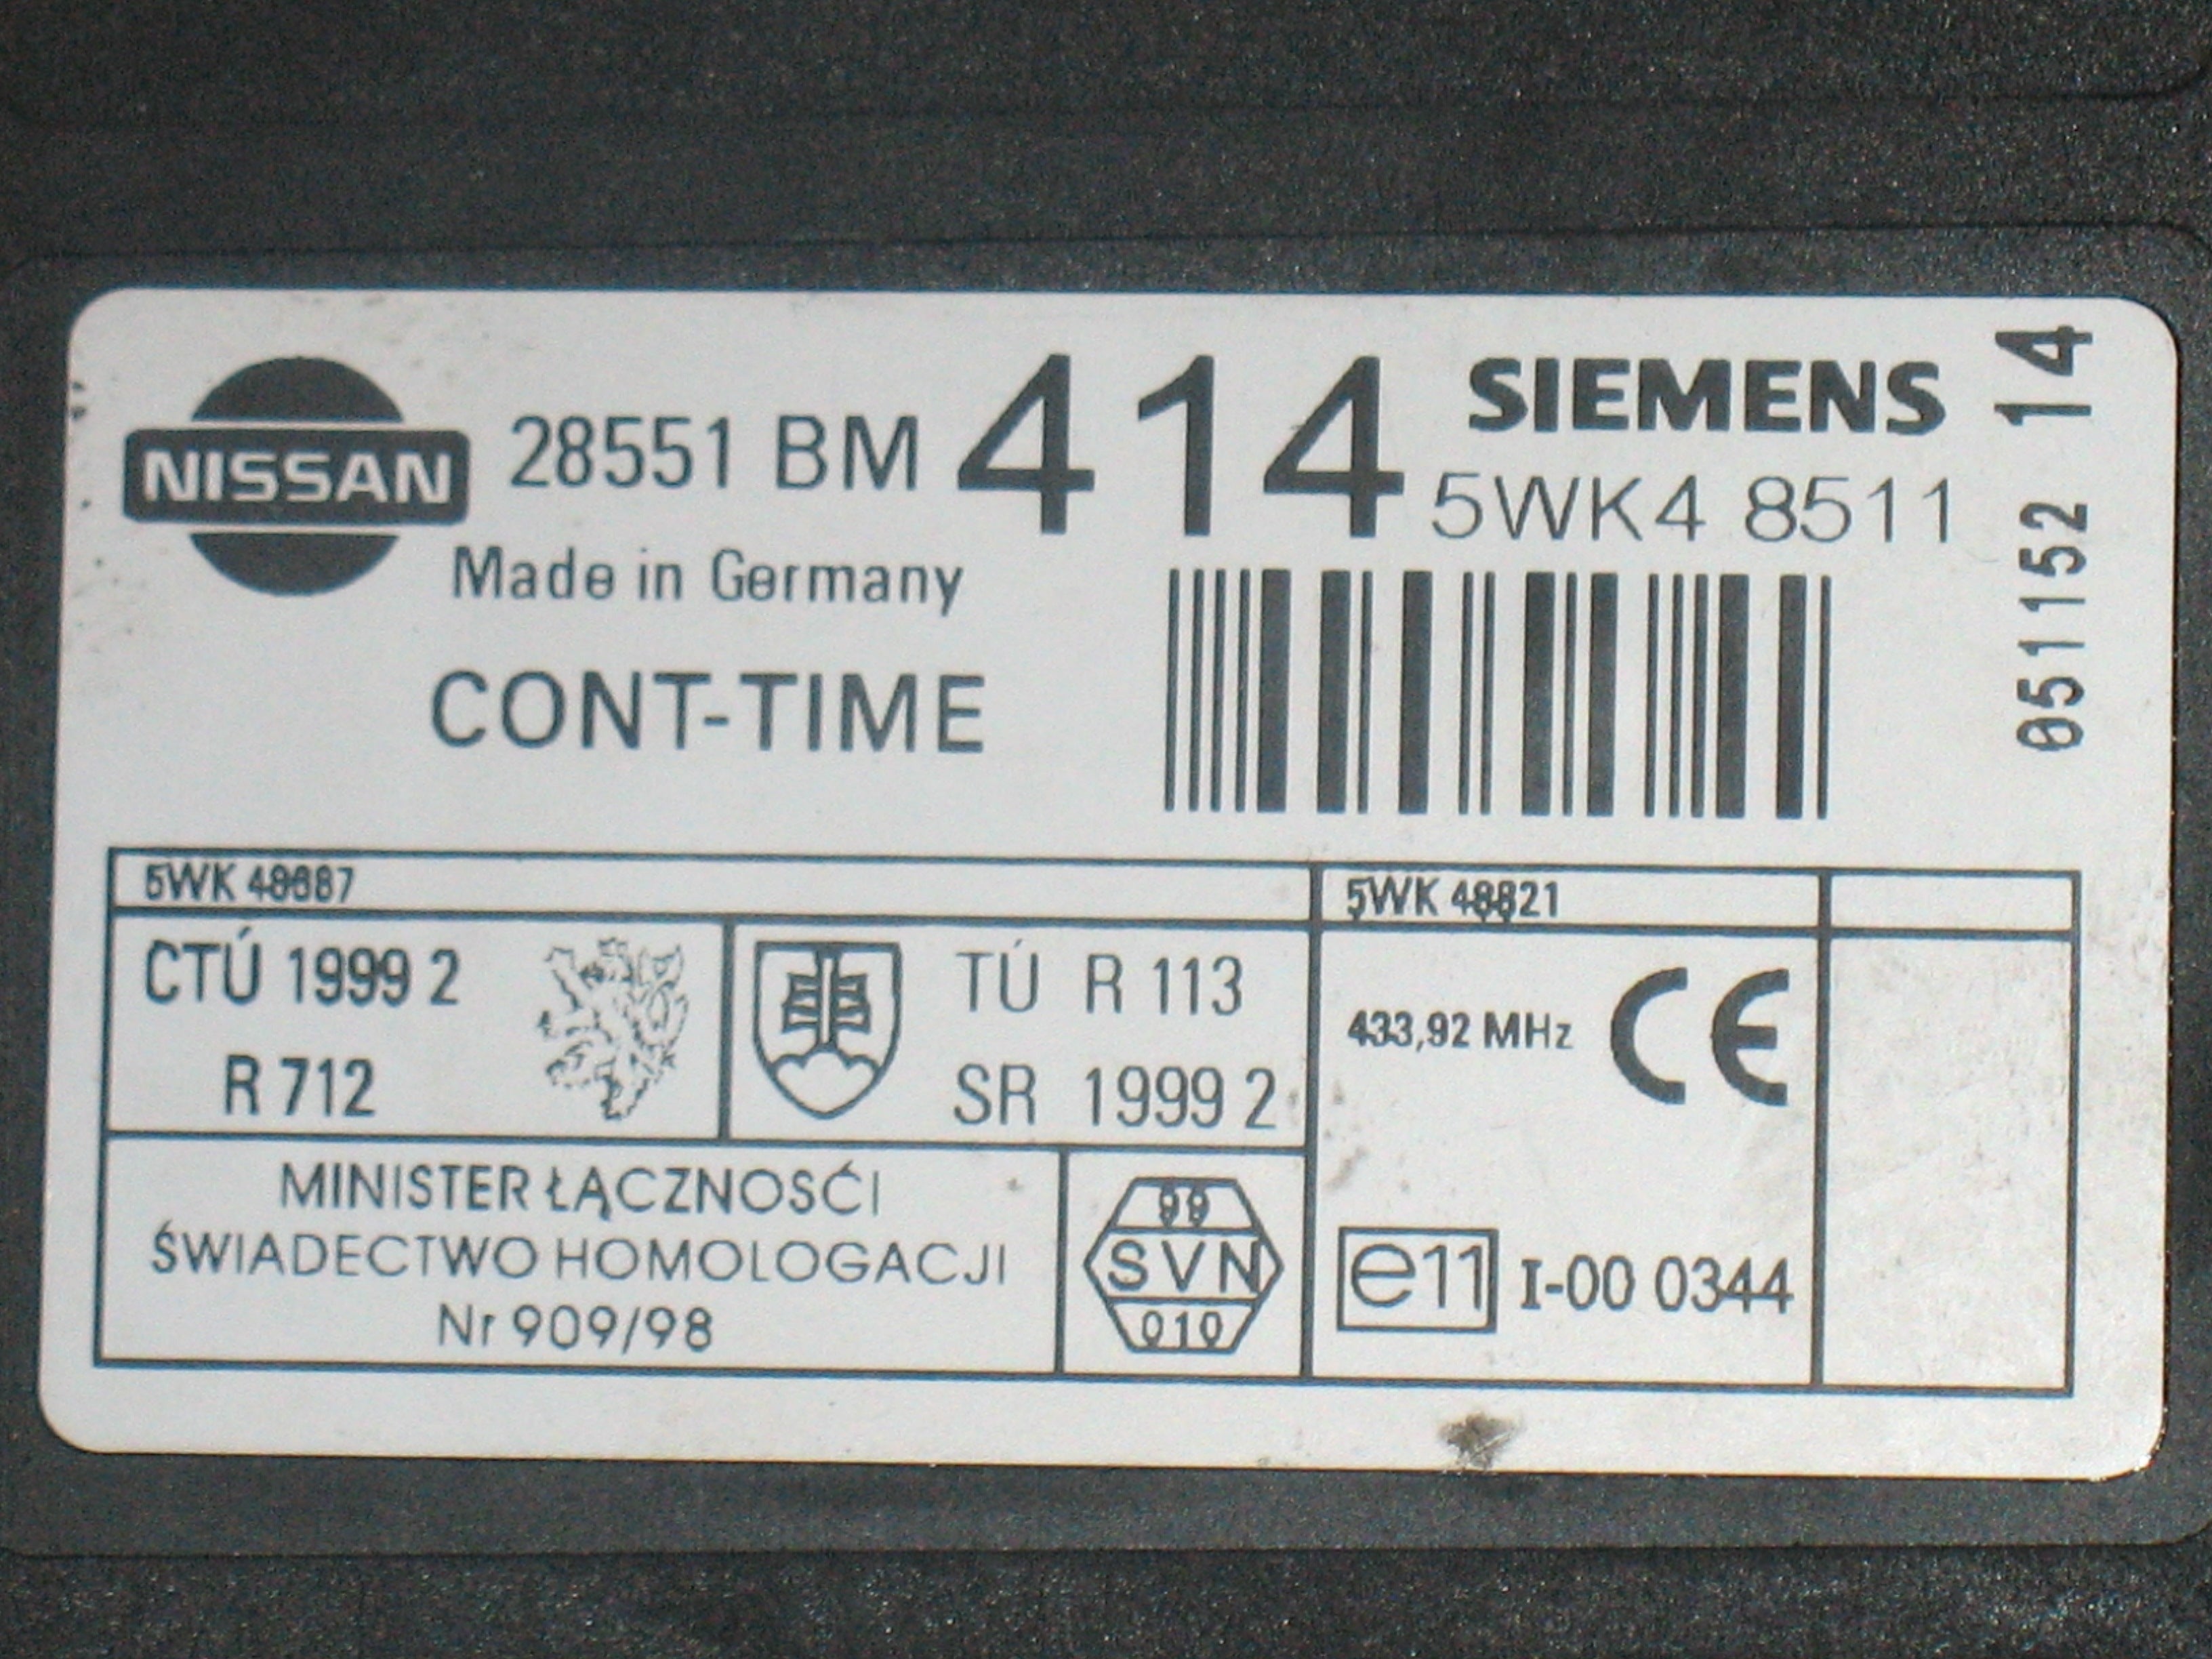 NISSAN
28551 BM 414
SIEMENS
5WK4 8511
051152 14
Made in Germany
CONT-TIME
5WK 48687
5WK 48821
CTÚ 1999 2
R 712
TÚ R 113
SR 1999 2
433,92 MHz
CE
MINISTER ŁĄCZNOSĆI
ŚWIADECTWO HOMOLOGACJI
Nr 909/98
99
SVN
010
e11 I-00 0344